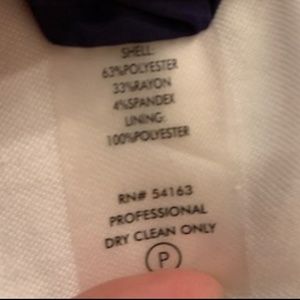 SHELL:
63%POLYESTER
33%RAYON
4%SPANDEX
LINING:
100%POLYESTER
RN# 54163
PROFESSIONAL
DRY CLEAN ONLY
P